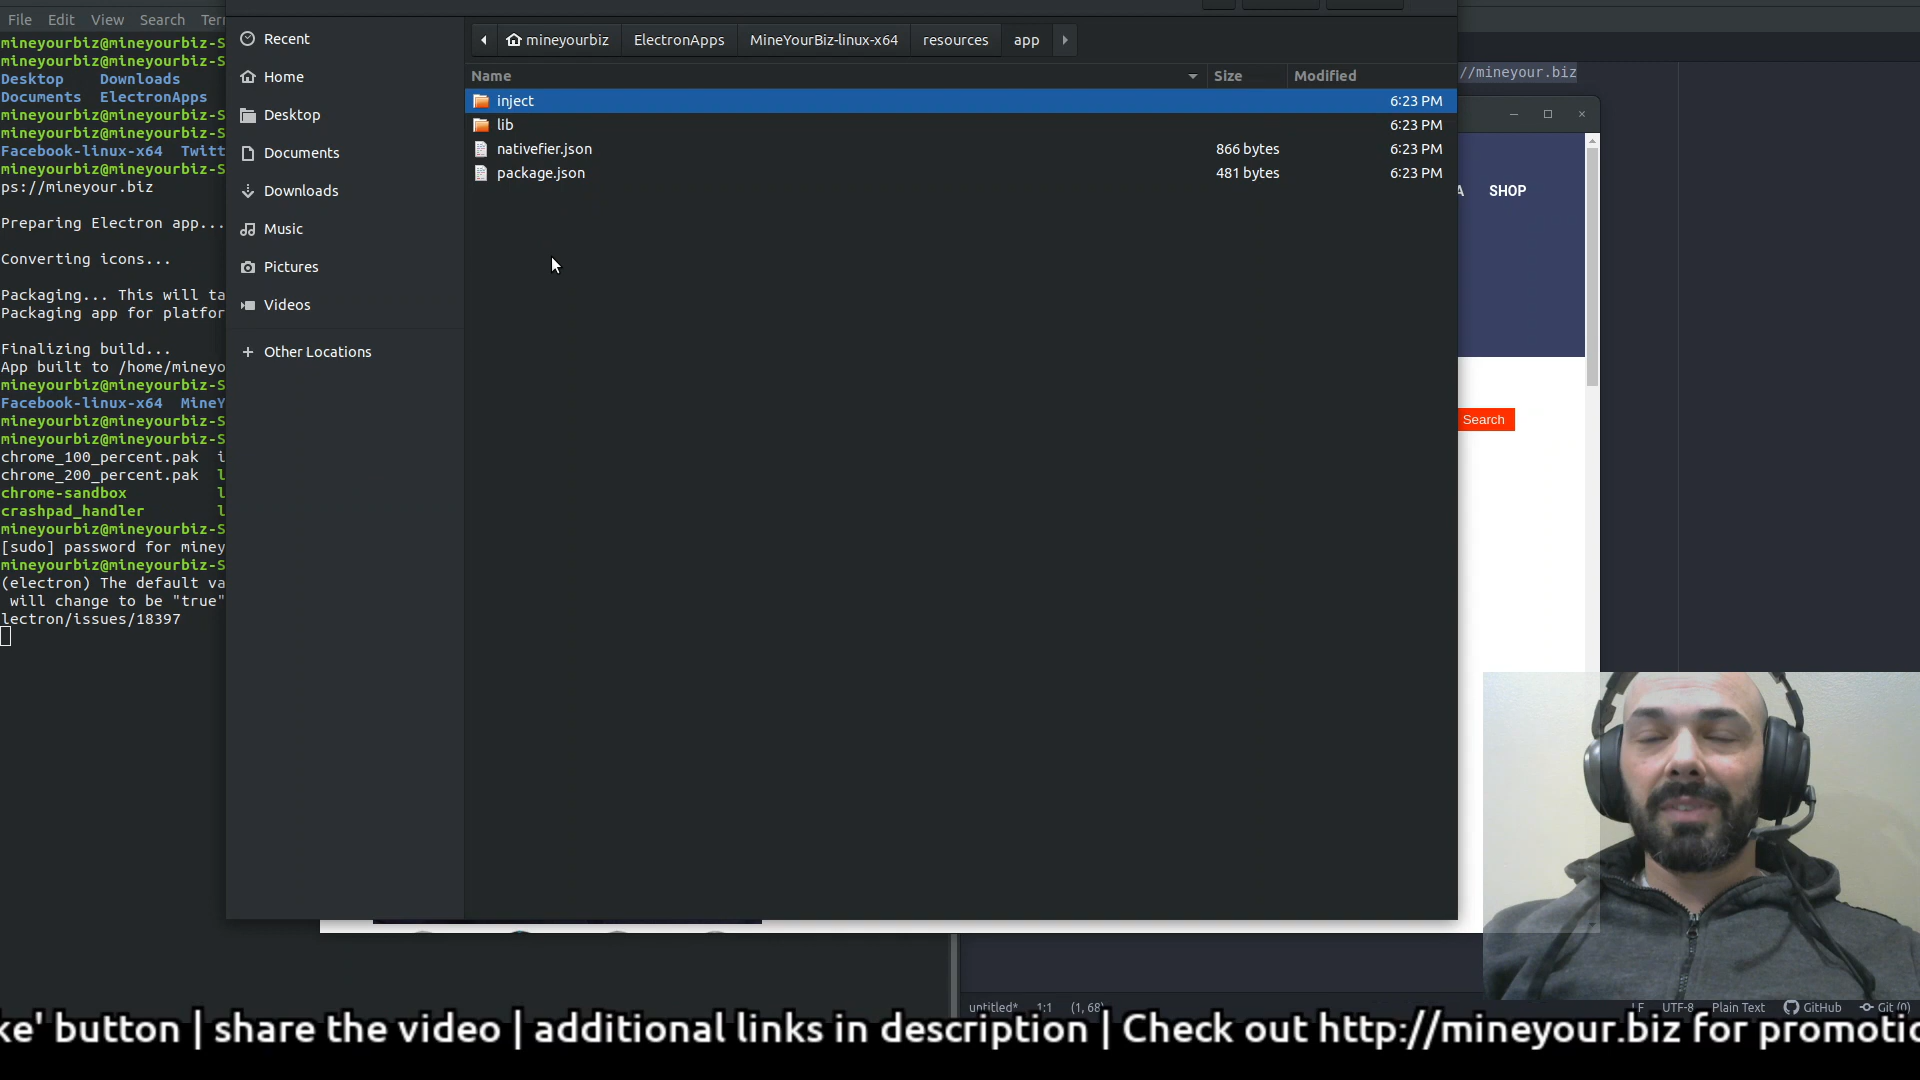 File Edit View Search Ter
mineyourbiz@mineyourbiz-S
mineyourbiz@mineyourbiz-S
Desktop Downloads
Documents ElectronApps
mineyourbiz@mineyourbiz-S
mineyourbiz@mineyourbiz-S
Facebook-linux-x64 Twitt
mineyourbiz@mineyourbiz-S
ps://mineyour.biz
Preparing Electron app...
Converting icons...
Packaging... This will ta
Packaging app for platfor
Finalizing build...
App built to /home/mineyo
mineyourbiz@mineyourbiz-S
Facebook-linux-x64 MineY
mineyourbiz@mineyourbiz-S
mineyourbiz@mineyourbiz-S
chrome_100_percent.pak i
chrome_200_percent.pak l
chrome-sandbox l
crashpad_handler l
mineyourbiz@mineyourbiz-S
[sudo] password for miney
mineyourbiz@mineyourbiz-S
(electron) The default va
will change to be "true"
lectron/issues/18397
Recent
Home
Desktop
Documents
Downloads
Music
Pictures
Videos
Other Locations
mineyourbiz ElectronApps MineYourBiz-linux-x64 resources app
Name Size Modified
inject 6:23 PM
lib 6:23 PM
nativefier.json 866 bytes 6:23 PM
package.json 481 bytes 6:23 PM
//mineyour.biz
A SHOP
Search
untitled* 1:1 (1, 68) LF UTF-8 Plain Text GitHub Git (0)
ke' button | share the video | additional links in description | Check out http://mineyour.biz for promotic